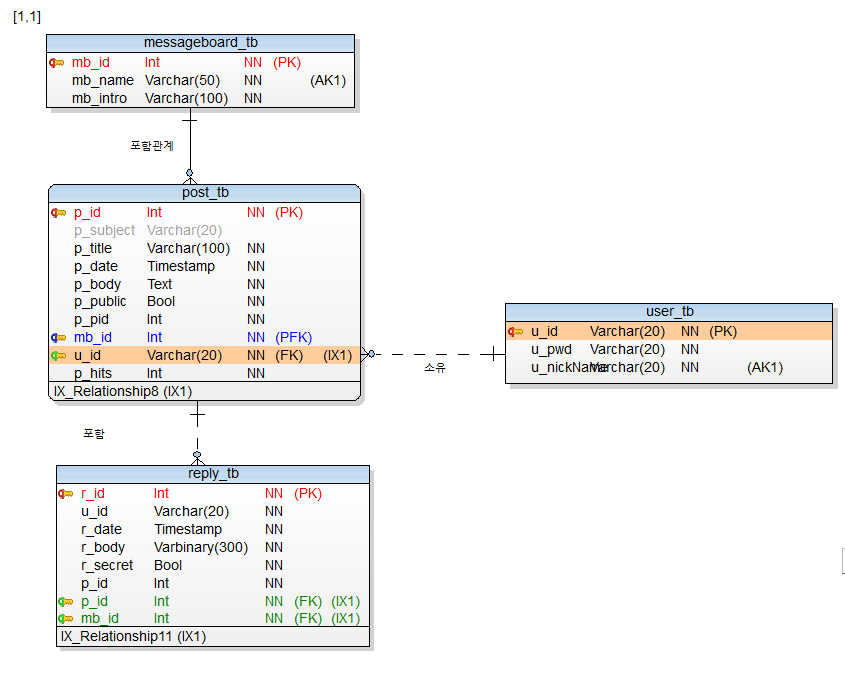 [1,1]
messageboard_tb
mb_id Int NN (PK)
mb_name Varchar(50) NN (AK1)
mb_intro Varchar(100) NN
포함관계
post_tb
p_id Int NN (PK)
p_subject Varchar(20)
p_title Varchar(100) NN
p_date Timestamp NN
p_body Text NN
p_public Bool NN
p_pid Int NN
mb_id Int NN (PFK)
u_id Varchar(20) NN (FK) (IX1)
p_hits Int NN
IX_Relationship8 (IX1)
소유
user_tb
u_id Varchar(20) NN (PK)
u_pwd Varchar(20) NN
u_nickName Varchar(20) NN (AK1)
포함
reply_tb
r_id Int NN (PK)
u_id Varchar(20) NN
r_date Timestamp NN
r_body Varbinary(300) NN
r_secret Bool NN
p_id Int NN
p_id Int NN (FK) (IX1)
mb_id Int NN (FK) (IX1)
IX_Relationship11 (IX1)